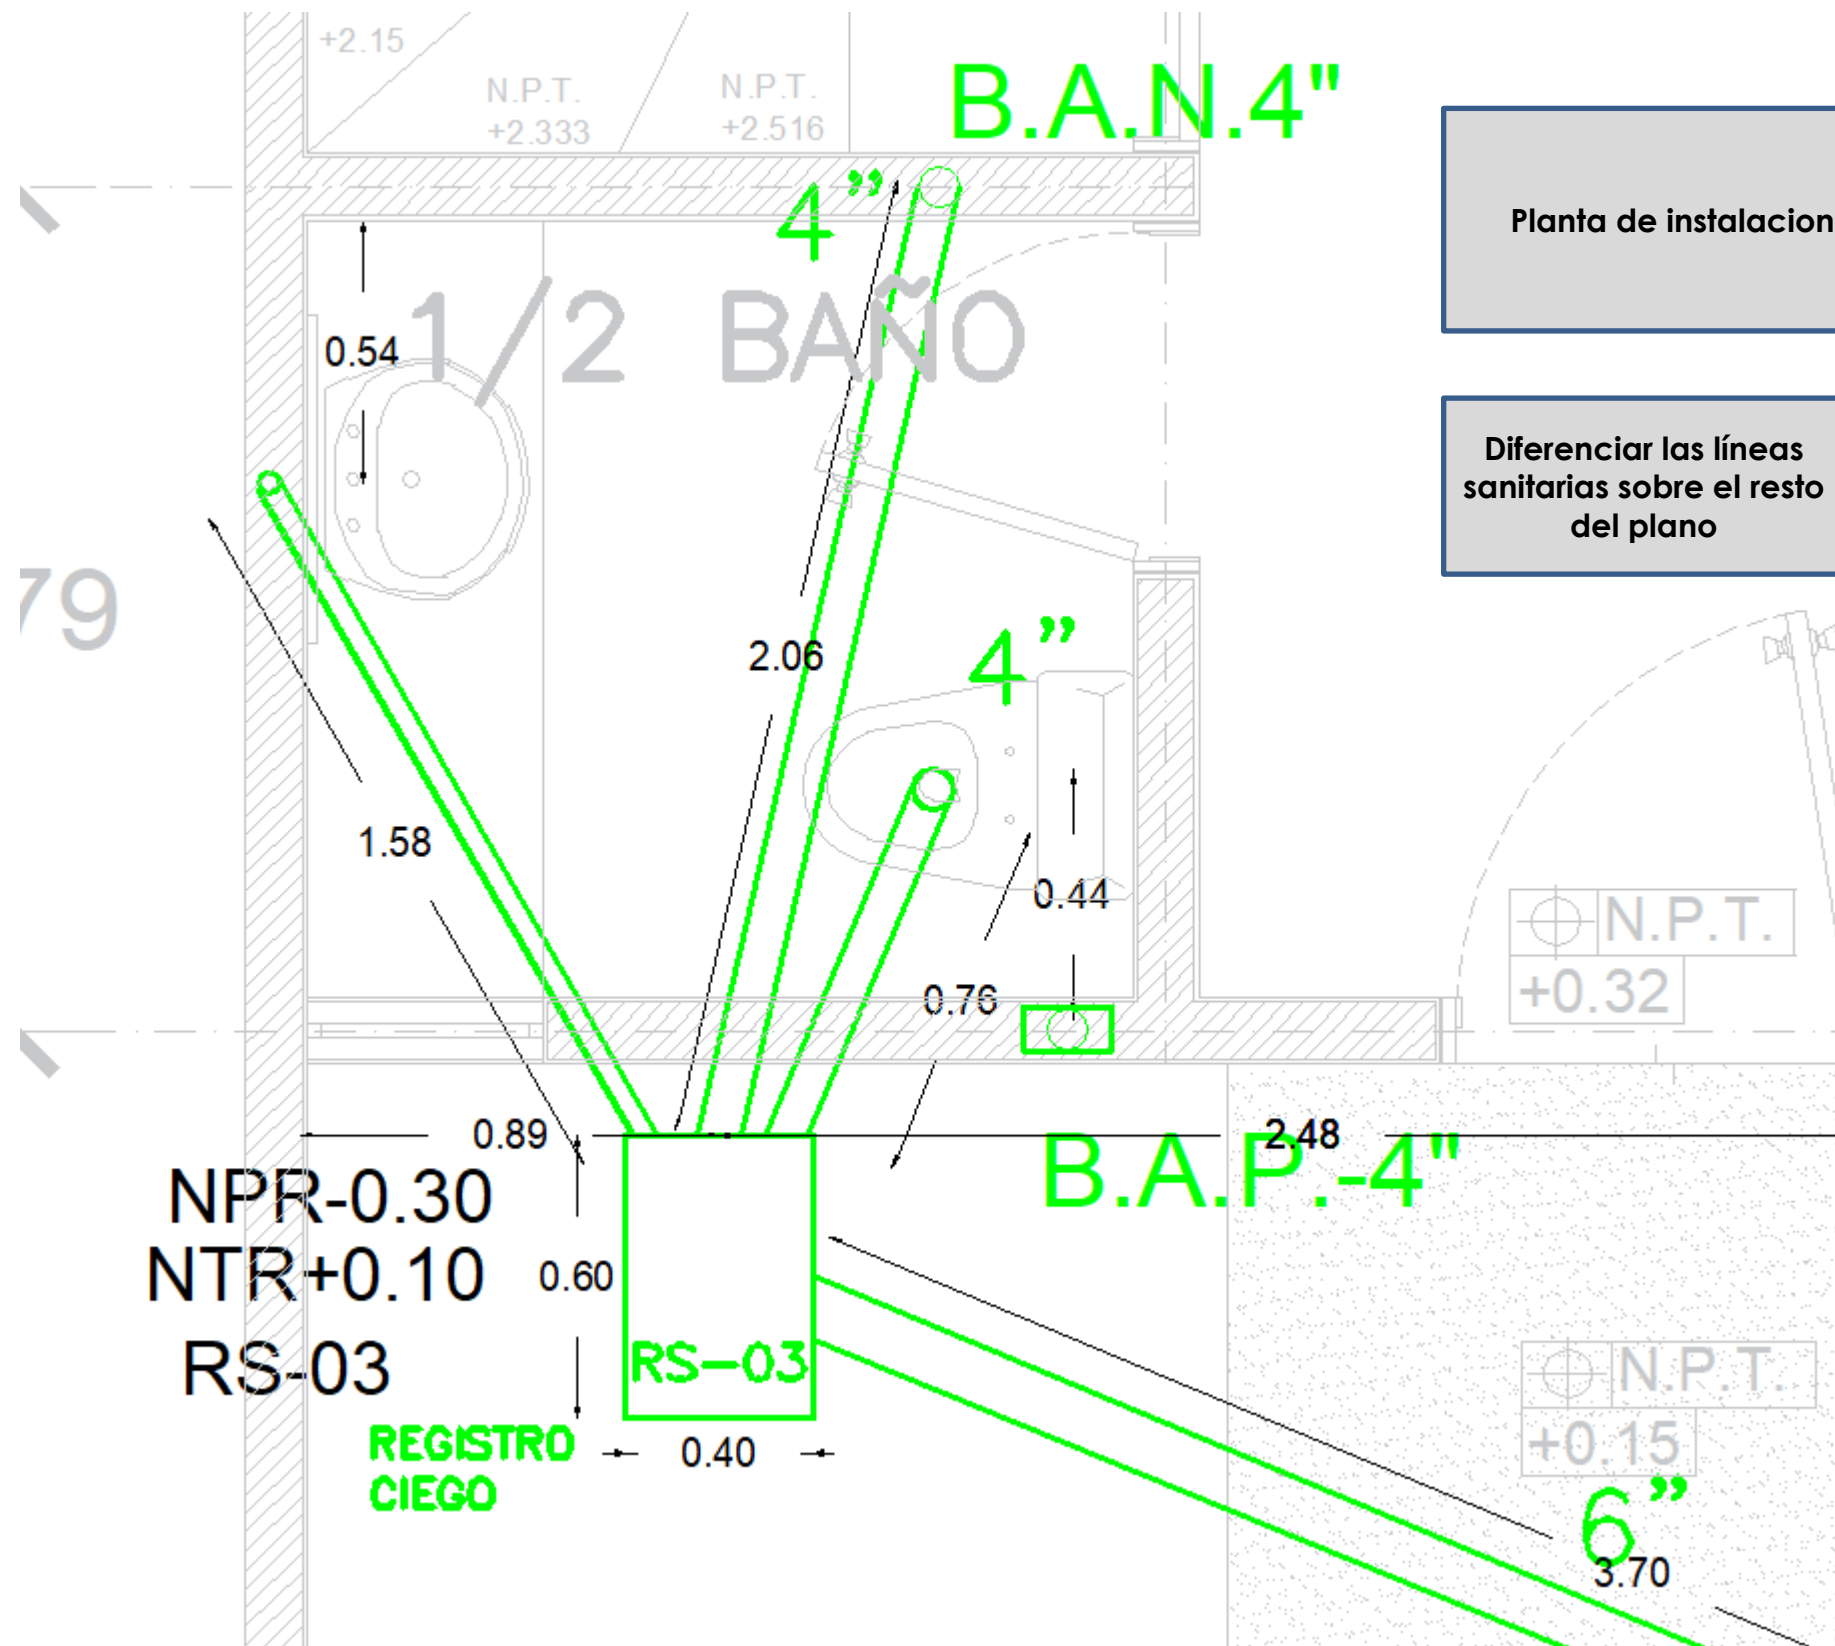 +2.15
N.P.T.
+2.333
N.P.T.
+2.516
B.A.N.4"
4”
Planta de instalacion
0.54
1/2 BAÑO
Diferenciar las líneas
sanitarias sobre el resto
del plano
79
2.06
4”
1.58
0.44
N.P.T.
+0.32
0.76
0.89
2.48
B.A.P.-4"
NPR-0.30
NTR+0.10
0.60
RS-03
RS-03
N.P.T.
+0.15
REGISTRO
CIEGO
0.40
6”
3.70